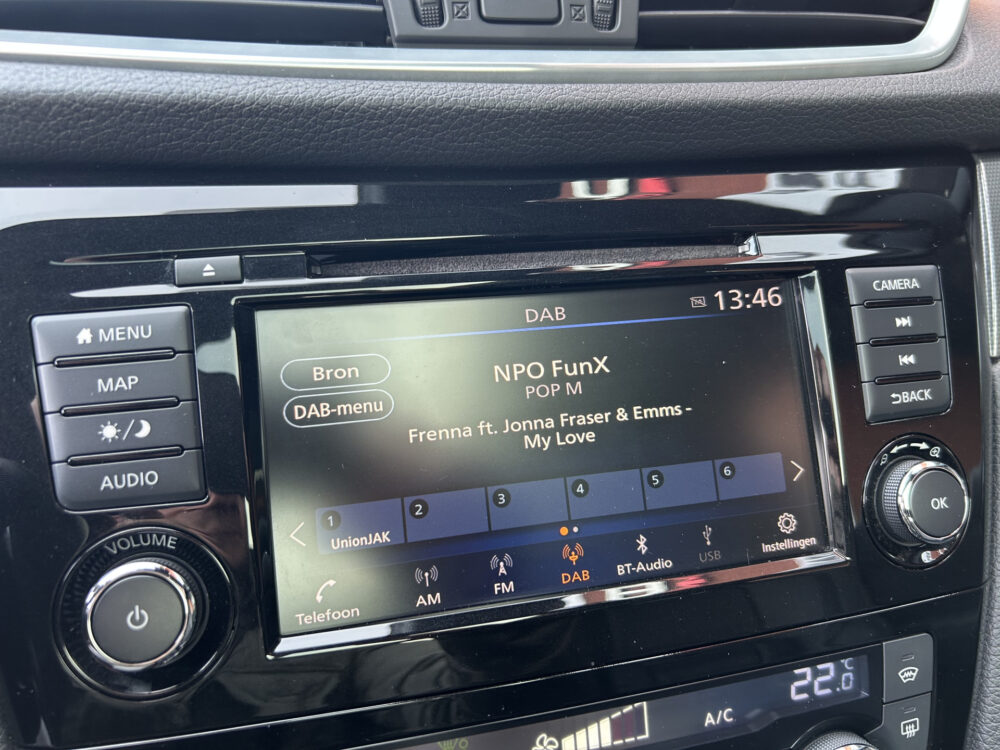 CAMERA
MENU
MAP
AUDIO
BACK
VOLUME
OK
DAB
13:46
Bron
DAB-menu
NPO FunX
POP M
Frenna ft. Jonna Fraser & Emms -
My Love
1 2 3 4 5 6
UnionJAK
Telefoon
AM
FM
DAB
BT-Audio
USB
Instellingen
A/C
22.0
°C